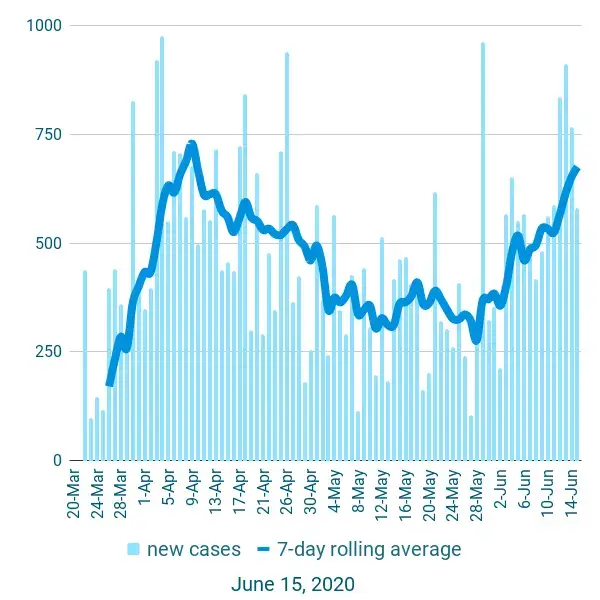 1000
750
500
250
0
20-Mar 24-Mar 28-Mar 1-Apr 5-Apr 9-Apr 13-Apr 17-Apr 21-Apr 26-Apr 30-Apr 4-May 8-May 12-May 16-May 20-May 24-May 28-May 2-Jun 6-Jun 10-Jun 14-Jun
new cases 7-day rolling average
June 15, 2020